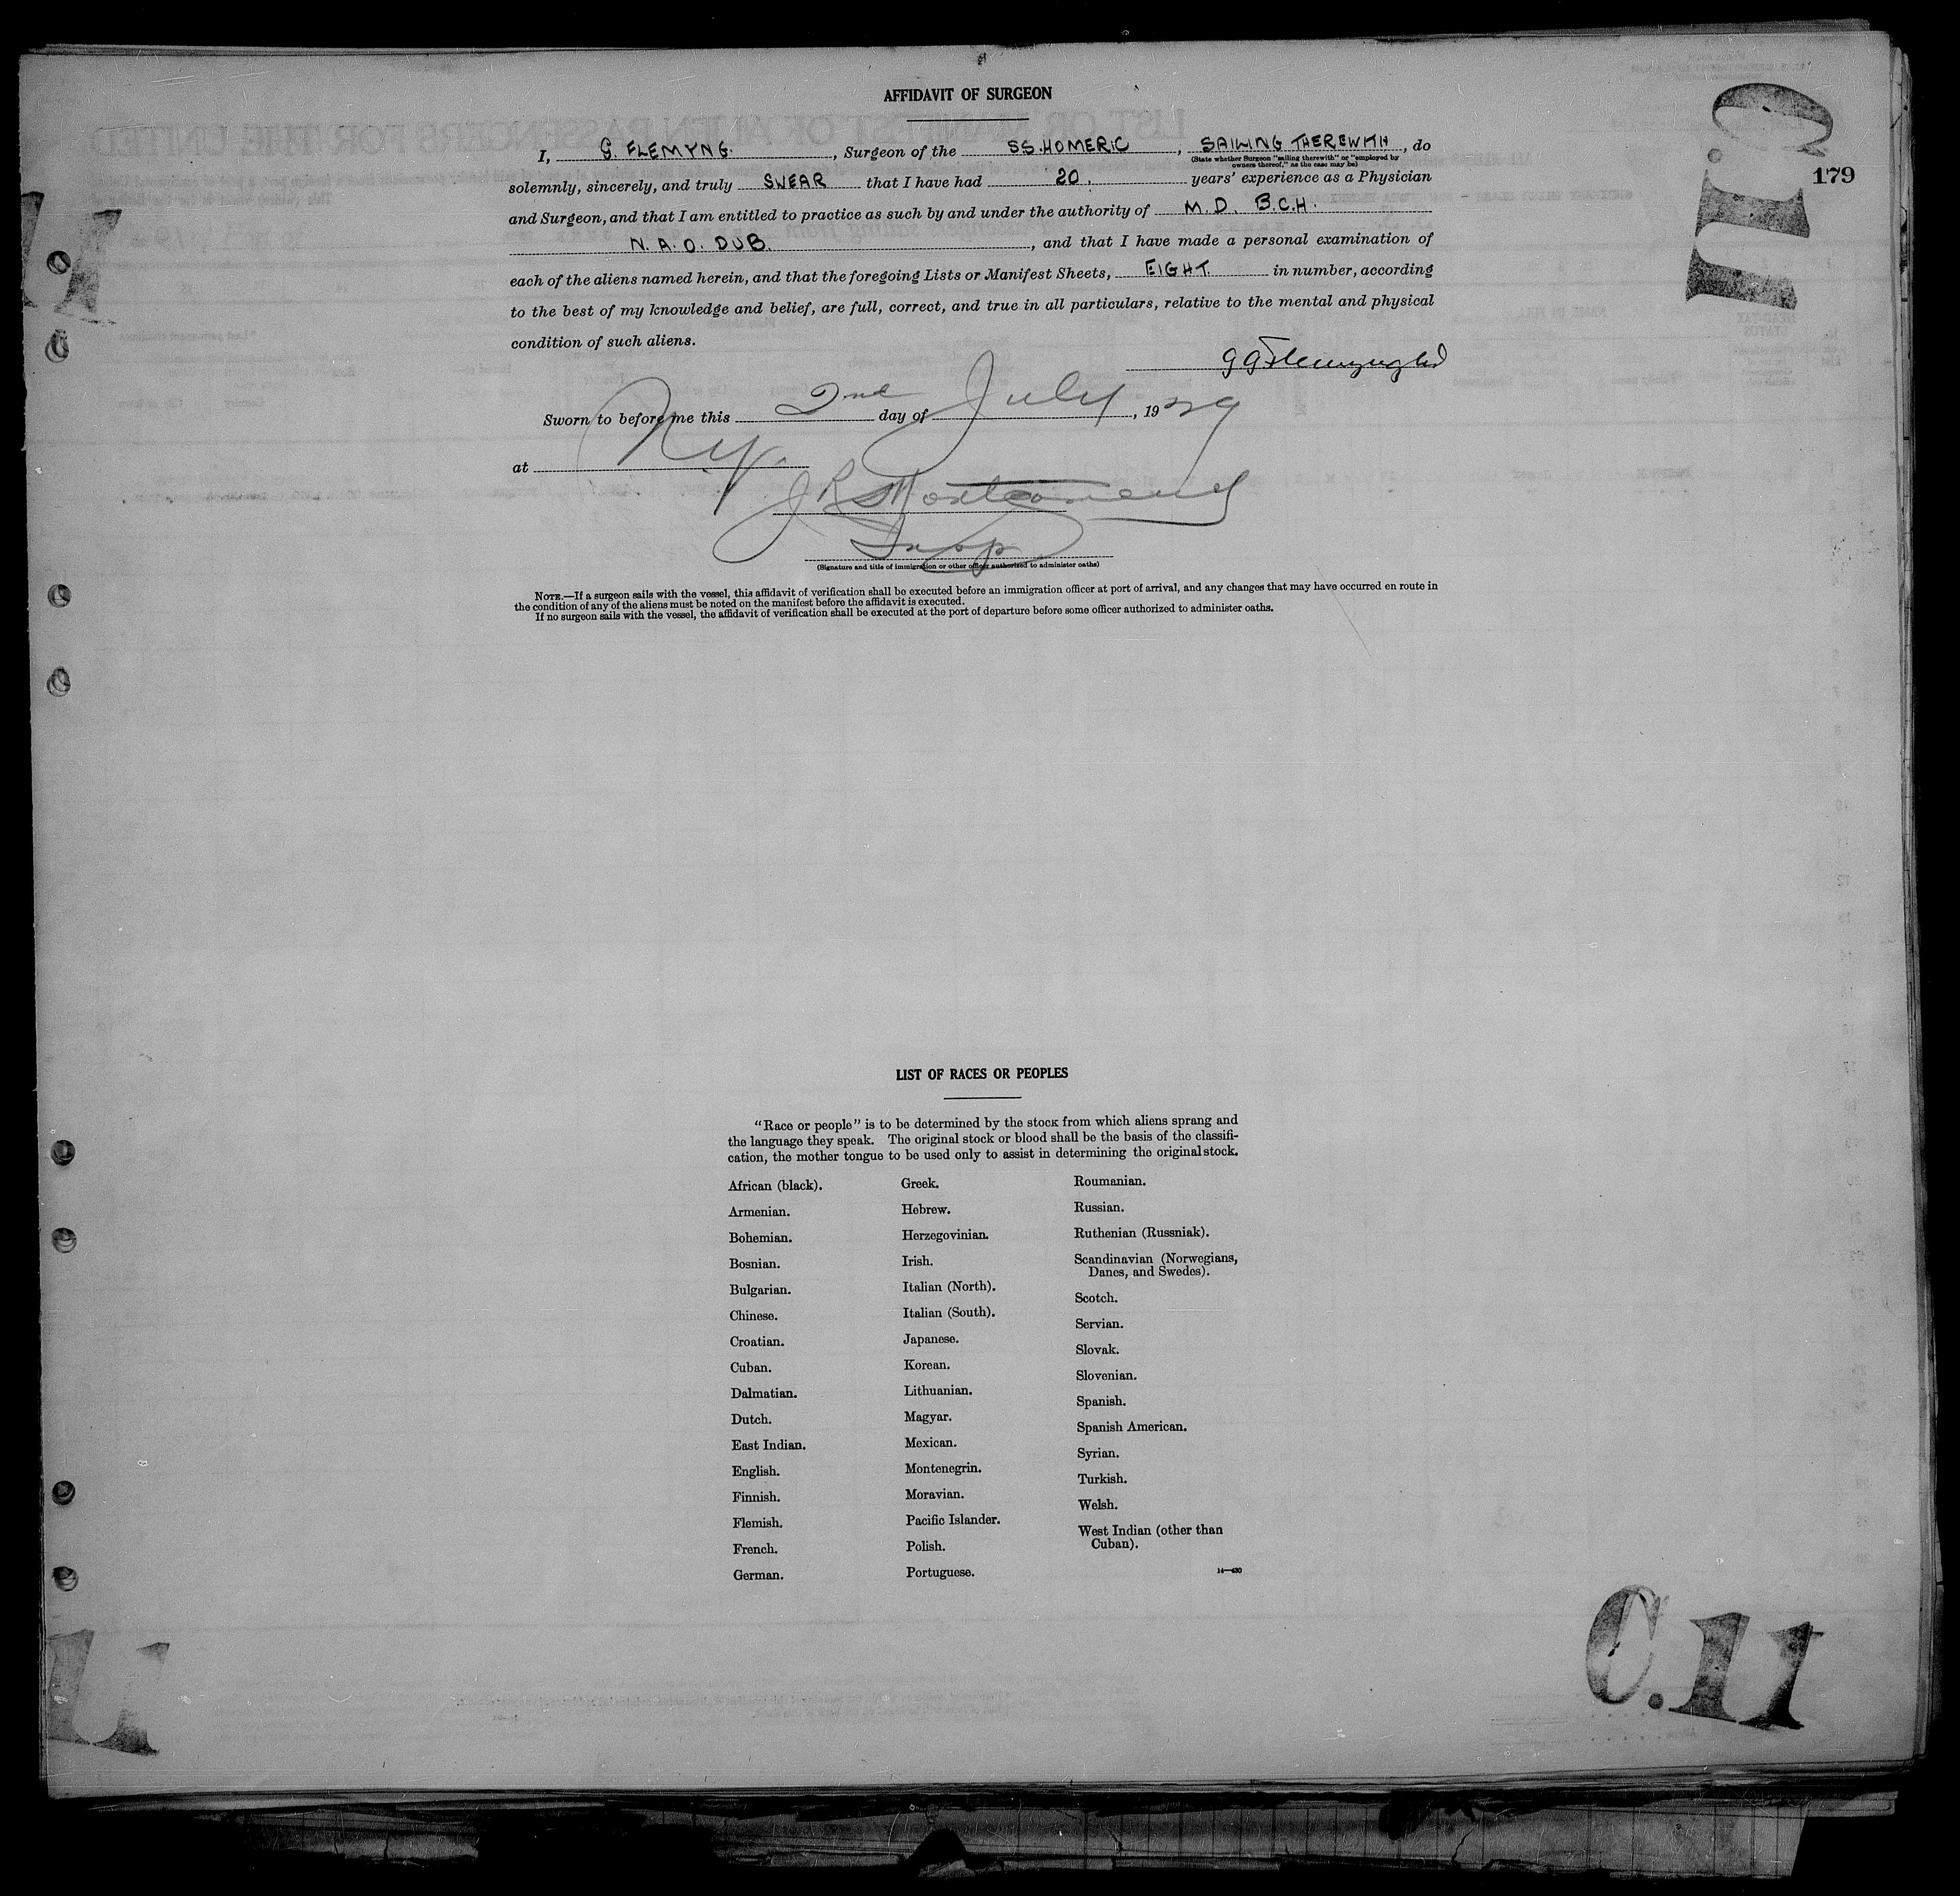 AFFIDAVIT OF SURGEON
I, G. FLEMYNG. , Surgeon of the SS. HOMERIC , SAILING THEREWITH , do
(State whether Surgeon "sailing therewith" or "employed by
owners thereof," as the case may be)
179
solemnly, sincerely, and truly SWEAR that I have had 20. years' experience as a Physician
and Surgeon, and that I am entitled to practice as such by and under the authority of M.D. B.C.H.
N. A. O. DUB. , and that I have made a personal examination of
each of the aliens named herein, and that the foregoing Lists or Manifest Sheets, EIGHT. in number, according
to the best of my knowledge and belief, are full, correct, and true in all particulars, relative to the mental and physical
condition of such aliens.
Sworn to before me this 2nd day of July , 1929
at N.Y.
J R Montgomery
Insp
(Signature and title of immigration or other officer authorized to administer oaths)
NOTE.—If a surgeon sails with the vessel, this affidavit of verification shall be executed before an immigration officer at port of arrival, and any changes that may have occurred en route in
the condition of any of the aliens must be noted on the manifest before the affidavit is executed.
If no surgeon sails with the vessel, the affidavit of verification shall be executed at the port of departure before some officer authorized to administer oaths.
LIST OF RACES OR PEOPLES
"Race or people" is to be determined by the stock from which aliens sprang and
the language they speak. The original stock or blood shall be the basis of the classifi-
cation, the mother tongue to be used only to assist in determining the original stock.
African (black).
Armenian.
Bohemian.
Bosnian.
Bulgarian.
Chinese.
Croatian.
Cuban.
Dalmatian.
Dutch.
East Indian.
English.
Finnish.
Flemish.
French.
German.
Greek.
Hebrew.
Herzegovinian.
Irish.
Italian (North).
Italian (South).
Japanese.
Korean.
Lithuanian.
Magyar.
Mexican.
Montenegrin.
Moravian.
Pacific Islander.
Polish.
Portuguese.
Roumanian.
Russian.
Ruthenian (Russniak).
Scandinavian (Norwegians,
Danes, and Swedes).
Scotch.
Servian.
Slovak.
Slovenian.
Spanish.
Spanish American.
Syrian.
Turkish.
Welsh.
West Indian (other than
Cuban).
14—430
C.11
C.11